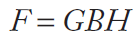 F = GBH